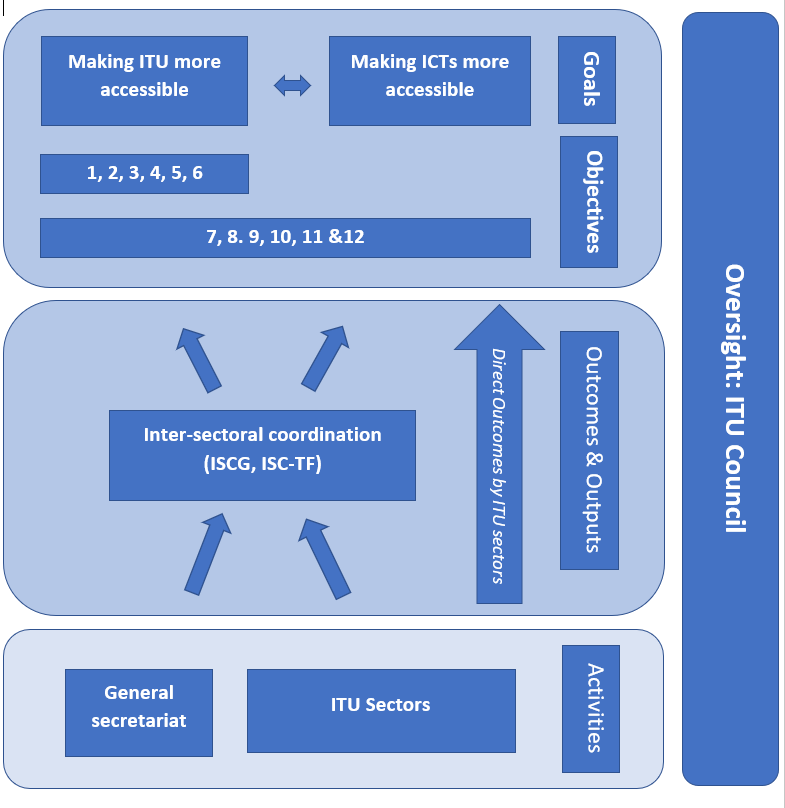 Making ITU more
accessible
Making ICTs more
accessible
Goals
1, 2, 3, 4, 5, 6
7, 8. 9, 10, 11 &12
Objectives
Inter-sectoral coordination
(ISCG, ISC-TF)
Direct Outcomes by ITU sectors
Outcomes & Outputs
General
secretariat
ITU Sectors
Activities
Oversight: ITU Council